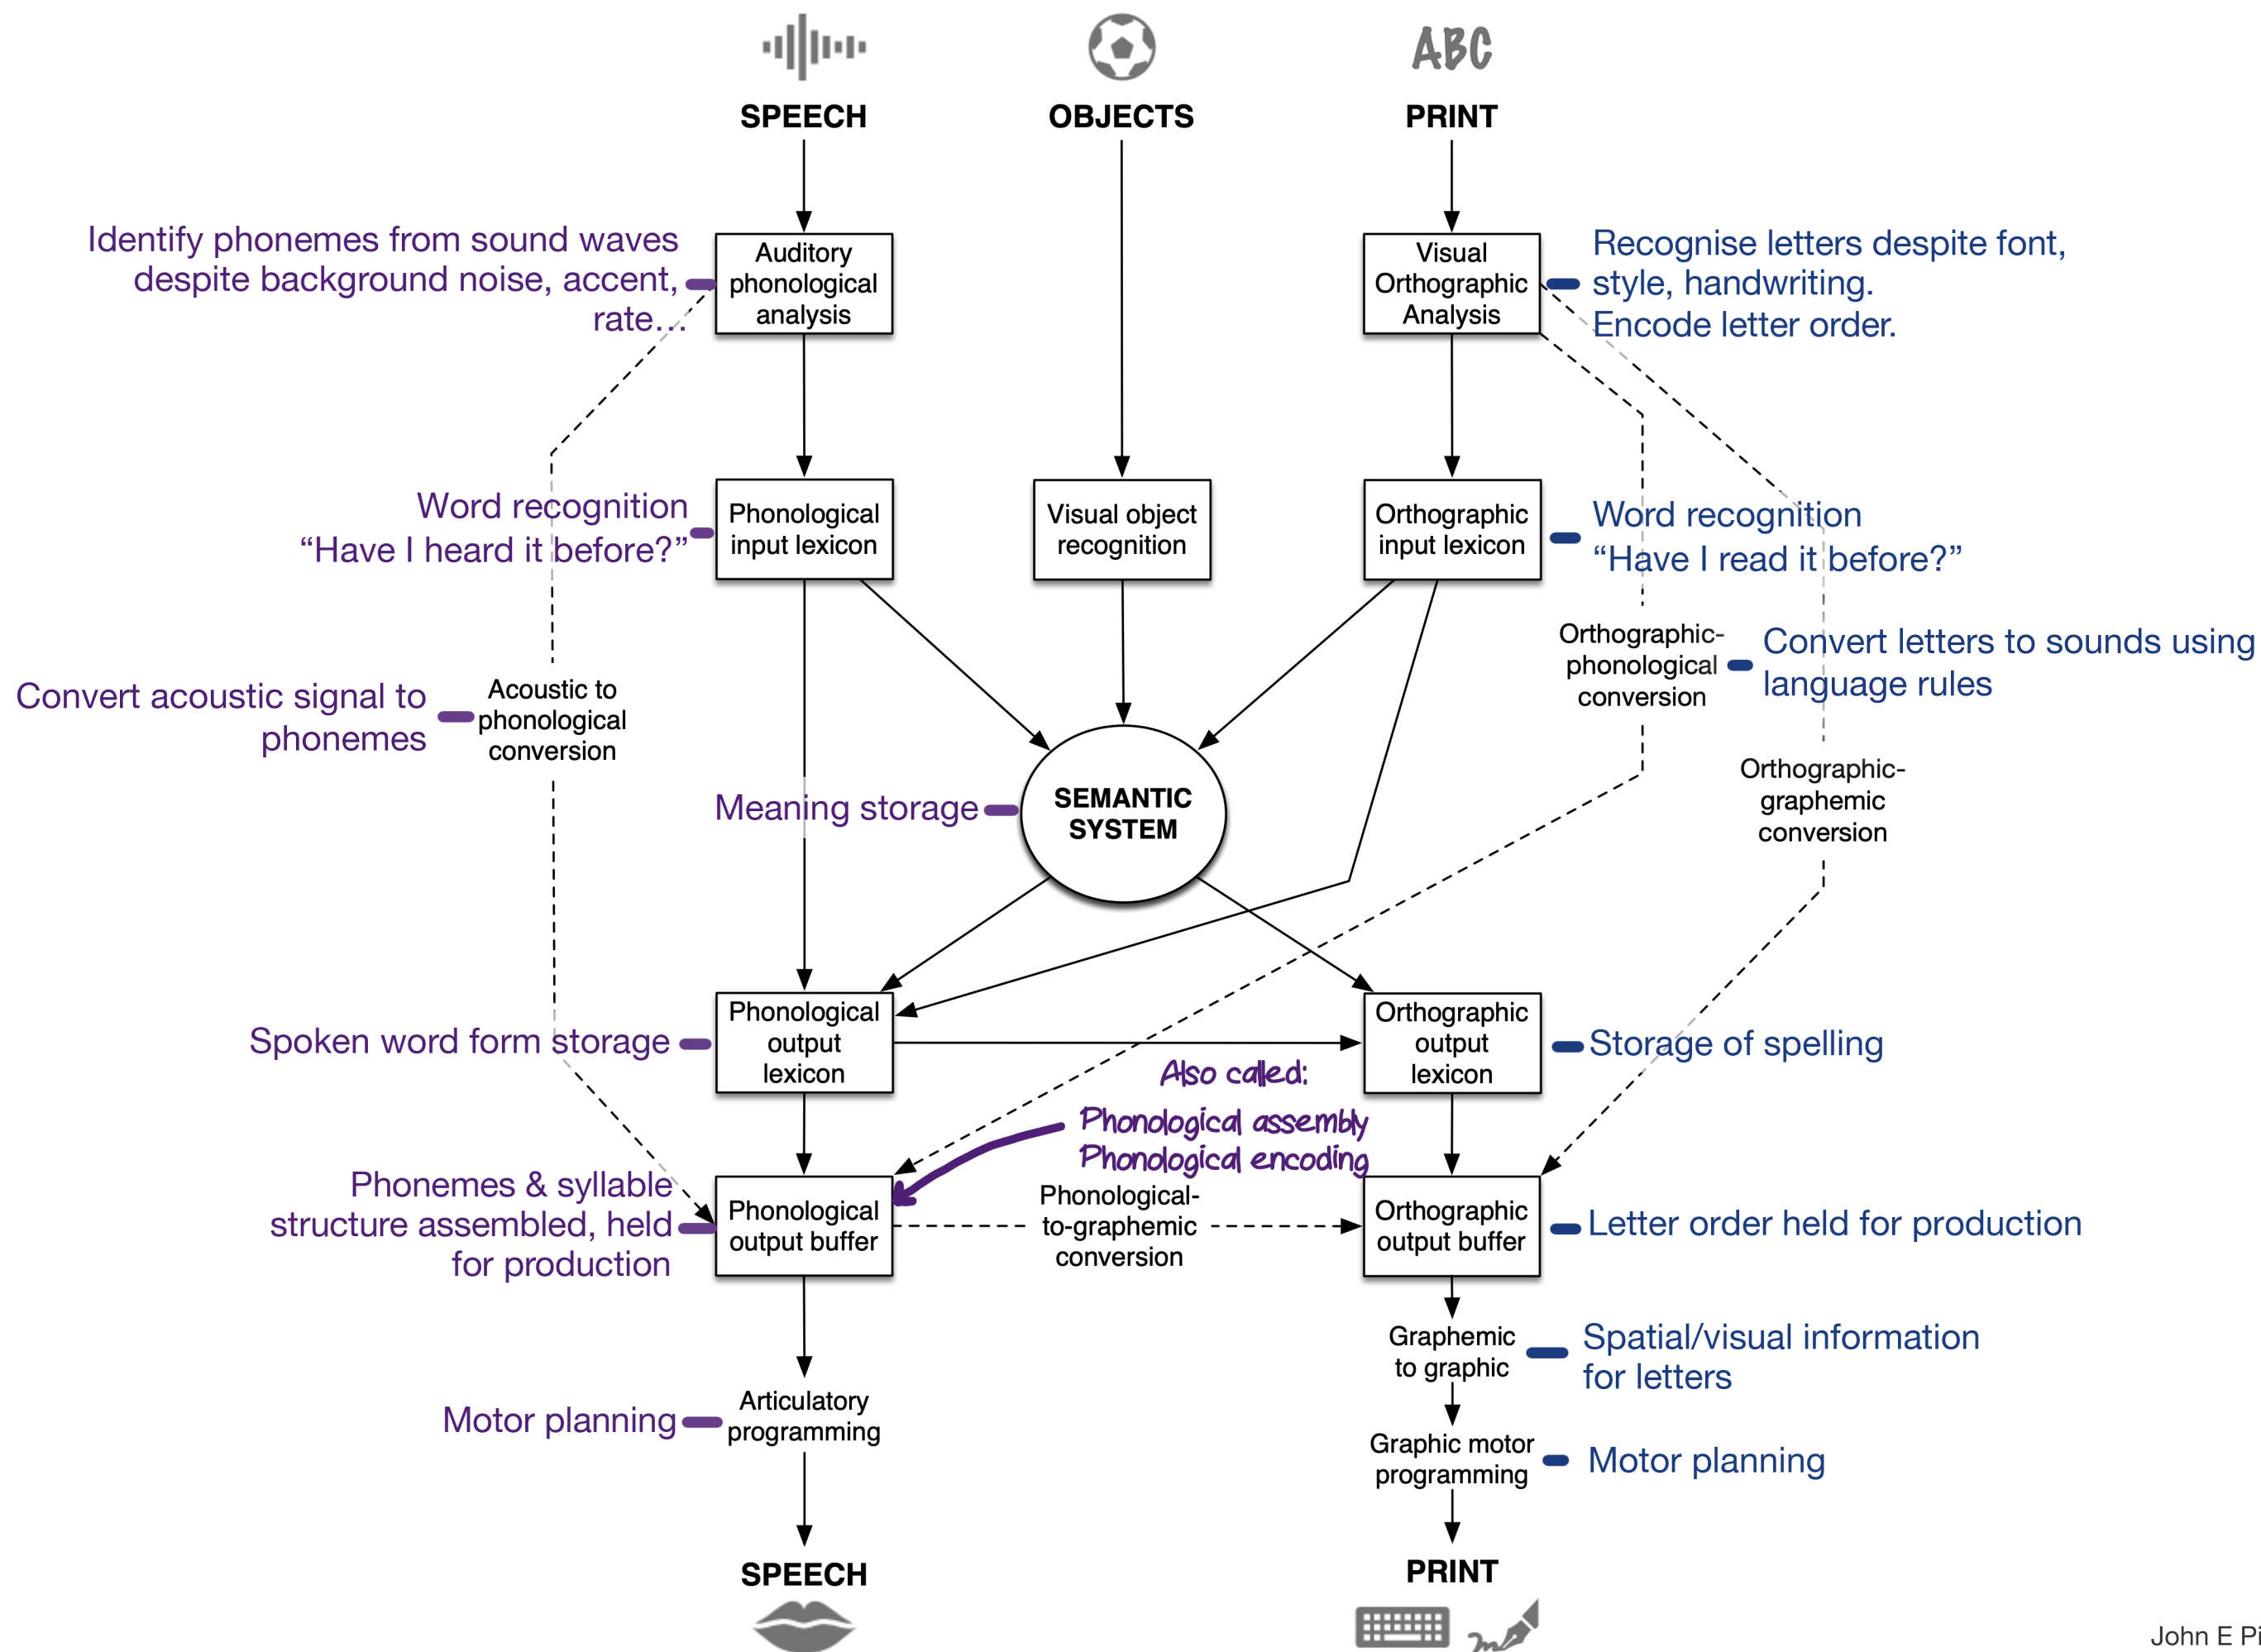 ABC
SPEECH
OBJECTS
PRINT
Identify phonemes from sound waves
despite background noise, accent,
rate...
Auditory
phonological
analysis
Visual
Orthographic
Analysis
Recognise letters despite font,
style, handwriting.
Encode letter order.
Word recognition
“Have I heard it before?”
Phonological
input lexicon
Visual object
recognition
Orthographic
input lexicon
Word recognition
“Have I read it before?”
Convert acoustic signal to
phonemes
Acoustic to
phonological
conversion
Orthographic-
phonological
conversion
Convert letters to sounds using
language rules
Meaning storage
SEMANTIC
SYSTEM
Orthographic-
graphemic
conversion
Spoken word form storage
Phonological
output
lexicon
Orthographic
output
lexicon
Storage of spelling
Also called:
Phonological assembly
Phonological encoding
Phonemes & syllable
structure assembled, held
for production
Phonological
output buffer
Phonological-
to-graphemic
conversion
Orthographic
output buffer
Letter order held for production
Graphemic
to graphic
Spatial/visual information
for letters
Motor planning
Articulatory
programming
Graphic motor
programming
Motor planning
SPEECH
PRINT
John E Pi